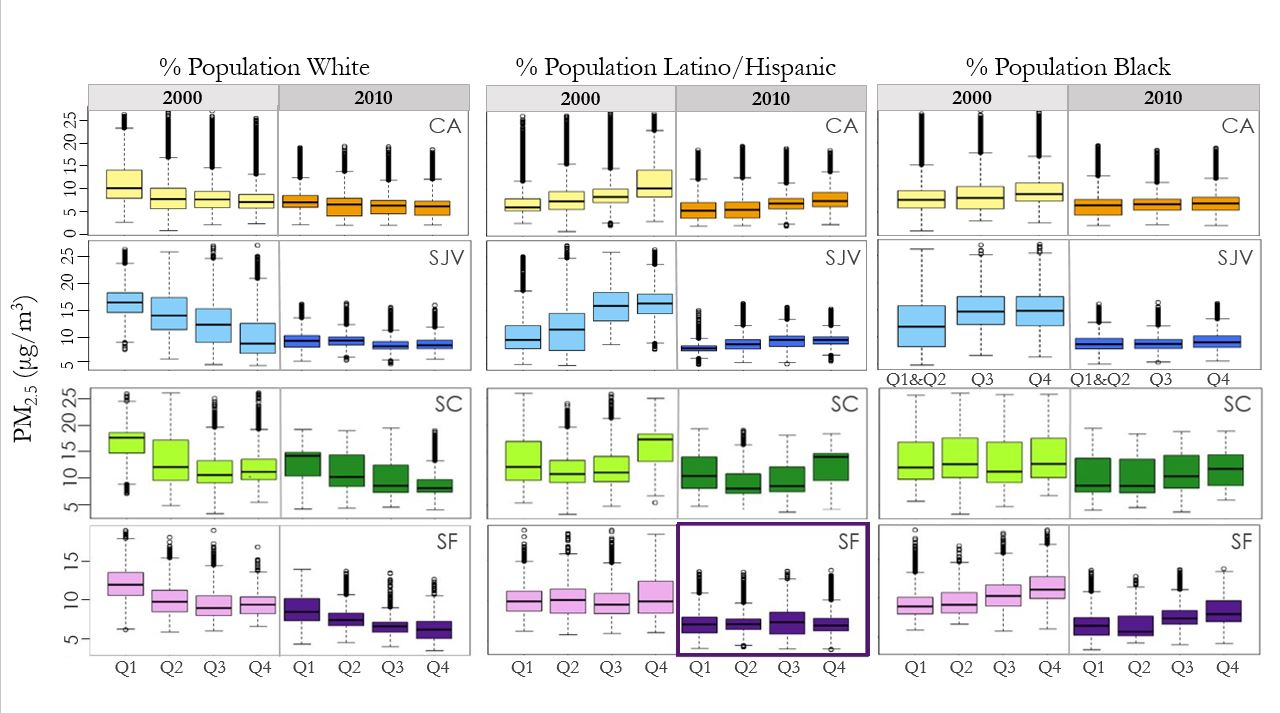 % Population White % Population Latino/Hispanic % Population Black
2000 2010 2000 2010 2000 2010
CA CA CA
25
20
15
10
5
0
SJV SJV SJV
25
20
15
10
5
Q1&Q2 Q3 Q4 Q1&Q2 Q3 Q4
PM2.5 (µg/m³)
SC SC SC
25
20
15
10
5
SF SF SF
15
10
5
Q1 Q2 Q3 Q4 Q1 Q2 Q3 Q4 Q1 Q2 Q3 Q4 Q1 Q2 Q3 Q4 Q1 Q2 Q3 Q4 Q1 Q2 Q3 Q4